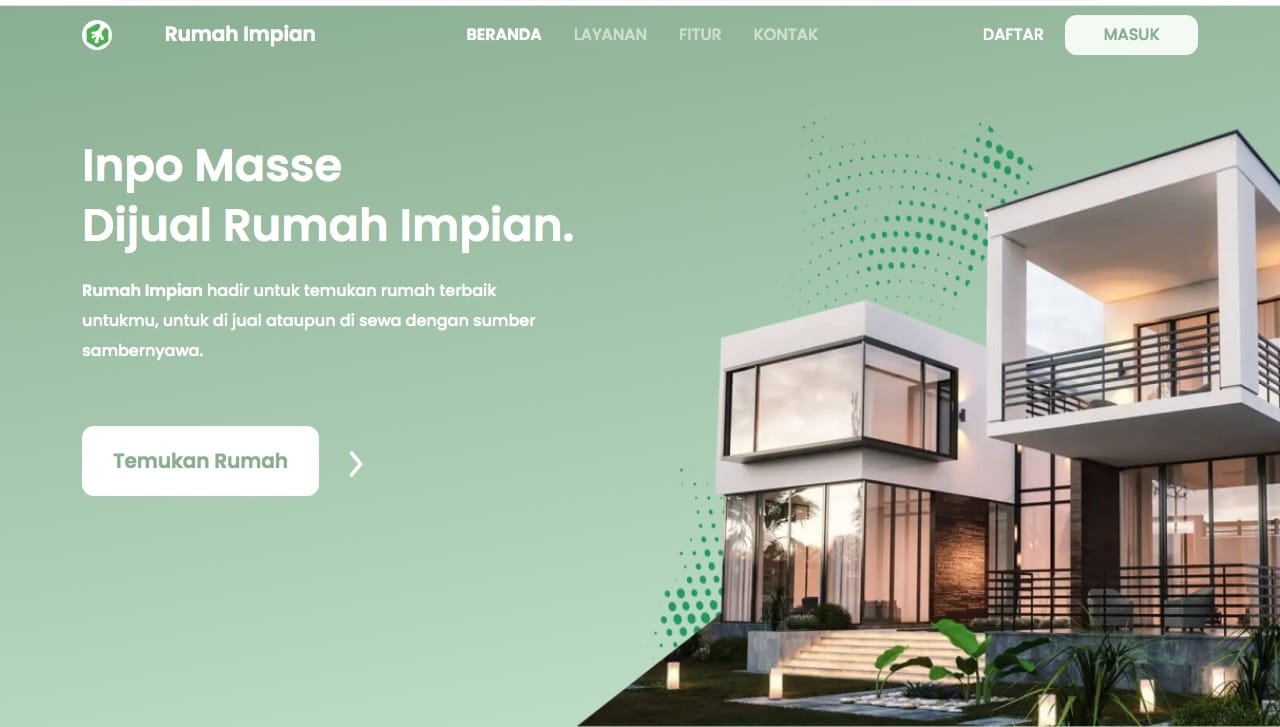 Rumah Impian
BERANDA LAYANAN FITUR KONTAK
DAFTAR MASUK
Inpo Masse
Dijual Rumah Impian.
Rumah Impian hadir untuk temukan rumah terbaik
untukmu, untuk di jual ataupun di sewa dengan sumber
sambernyawa.
Temukan Rumah